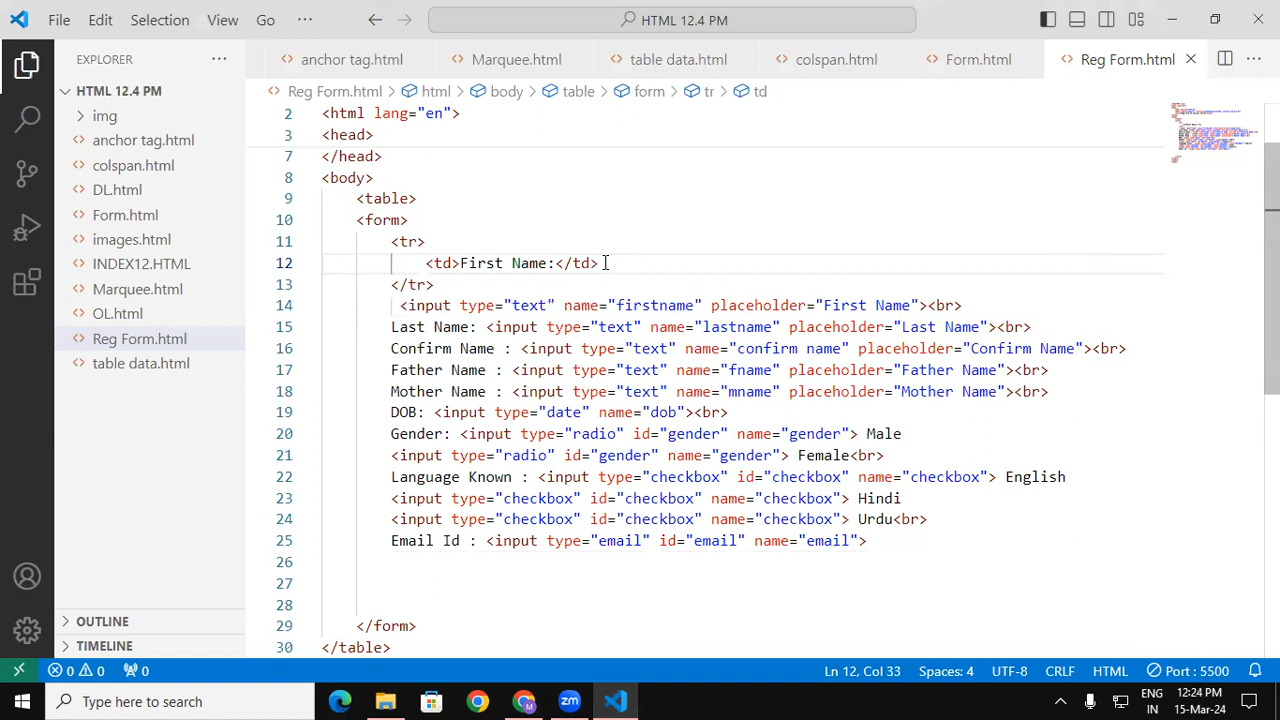 File Edit Selection View Go ··· HTML 12.4 PM
EXPLORER ···
anchor tag.html Marquee.html table data.html colspan.html Form.html Reg Form.html
Reg Form.html > html > body > table > form > tr > td
HTML 12.4 PM
img
anchor tag.html
colspan.html
DL.html
Form.html
images.html
INDEX12.HTML
Marquee.html
OL.html
Reg Form.html
table data.html
OUTLINE
TIMELINE
2 <html lang="en">
3 <head>
7 </head>
8 <body>
9 <table>
10 <form>
11 <tr>
12 <td>First Name:</td>
13 </tr>
14 <input type="text" name="firstname" placeholder="First Name"><br>
15 Last Name: <input type="text" name="lastname" placeholder="Last Name"><br>
16 Confirm Name : <input type="text" name="confirm name" placeholder="Confirm Name"><br>
17 Father Name : <input type="text" name="fname" placeholder="Father Name"><br>
18 Mother Name : <input type="text" name="mname" placeholder="Mother Name"><br>
19 DOB: <input type="date" name="dob"><br>
20 Gender: <input type="radio" id="gender" name="gender"> Male
21 <input type="radio" id="gender" name="gender"> Female<br>
22 Language Known : <input type="checkbox" id="checkbox" name="checkbox"> English
23 <input type="checkbox" id="checkbox" name="checkbox"> Hindi
24 <input type="checkbox" id="checkbox" name="checkbox"> Urdu<br>
25 Email Id : <input type="email" id="email" name="email">
26
27
28
29 </form>
30 </table>
0 0 0 Ln 12, Col 33 Spaces: 4 UTF-8 CRLF HTML Port : 5500
Type here to search
zm
M
ENG
IN
12:24 PM
15-Mar-24